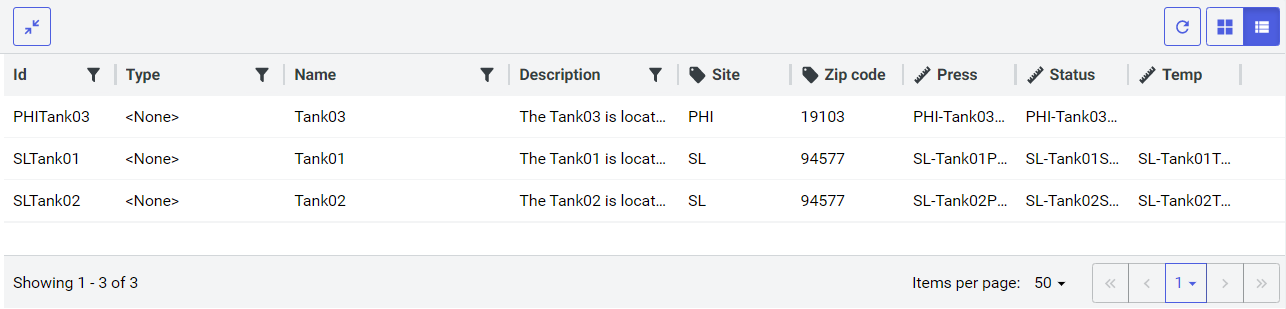 Id Type Name Description Site Zip code Press Status Temp
PHITank03 <None> Tank03 The Tank03 is locat... PHI 19103 PHI-Tank03... PHI-Tank03...
SLTank01 <None> Tank01 The Tank01 is locat... SL 94577 SL-Tank01P... SL-Tank01S... SL-Tank01T...
SLTank02 <None> Tank02 The Tank02 is locat... SL 94577 SL-Tank02P... SL-Tank02S... SL-Tank02T...
Showing 1 - 3 of 3 Items per page: 50 1